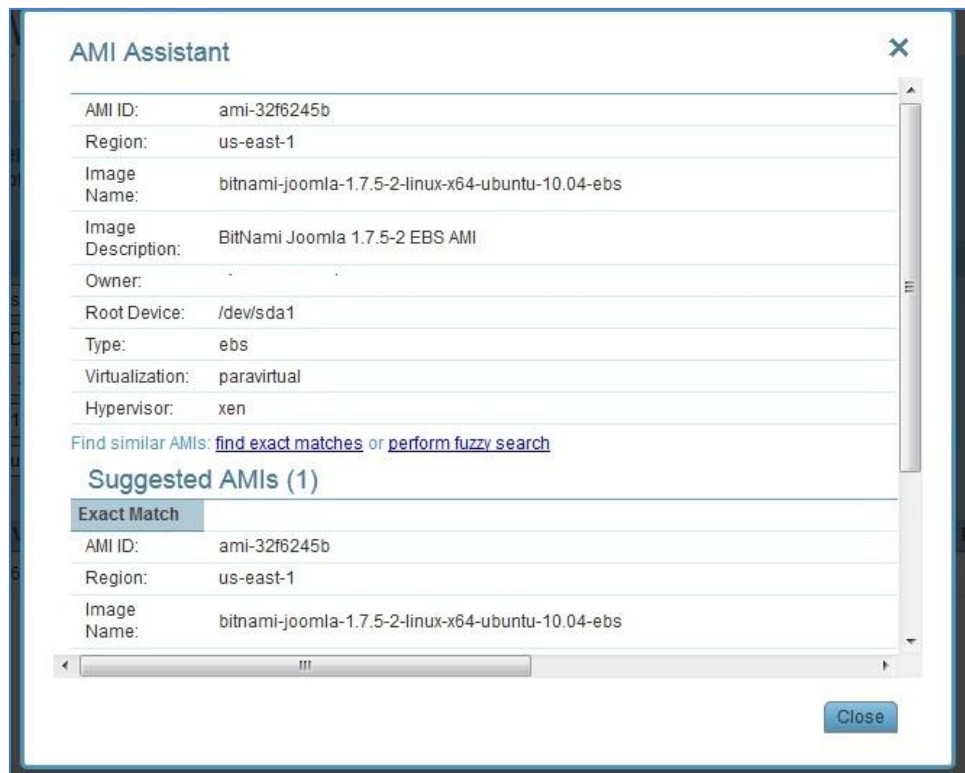 AMI Assistant
AMI ID: ami-32f6245b
Region: us-east-1
Image
Name: bitnami-joomla-1.7.5-2-linux-x64-ubuntu-10.04-ebs
Image
Description: BitNami Joomla 1.7.5-2 EBS AMI
Owner:
Root Device: /dev/sda1
Type: ebs
Virtualization: paravirtual
Hypervisor: xen
Find similar AMIs: find exact matches or perform fuzzy search
Suggested AMIs (1)
Exact Match
AMI ID: ami-32f6245b
Region: us-east-1
Image
Name: bitnami-joomla-1.7.5-2-linux-x64-ubuntu-10.04-ebs
Close